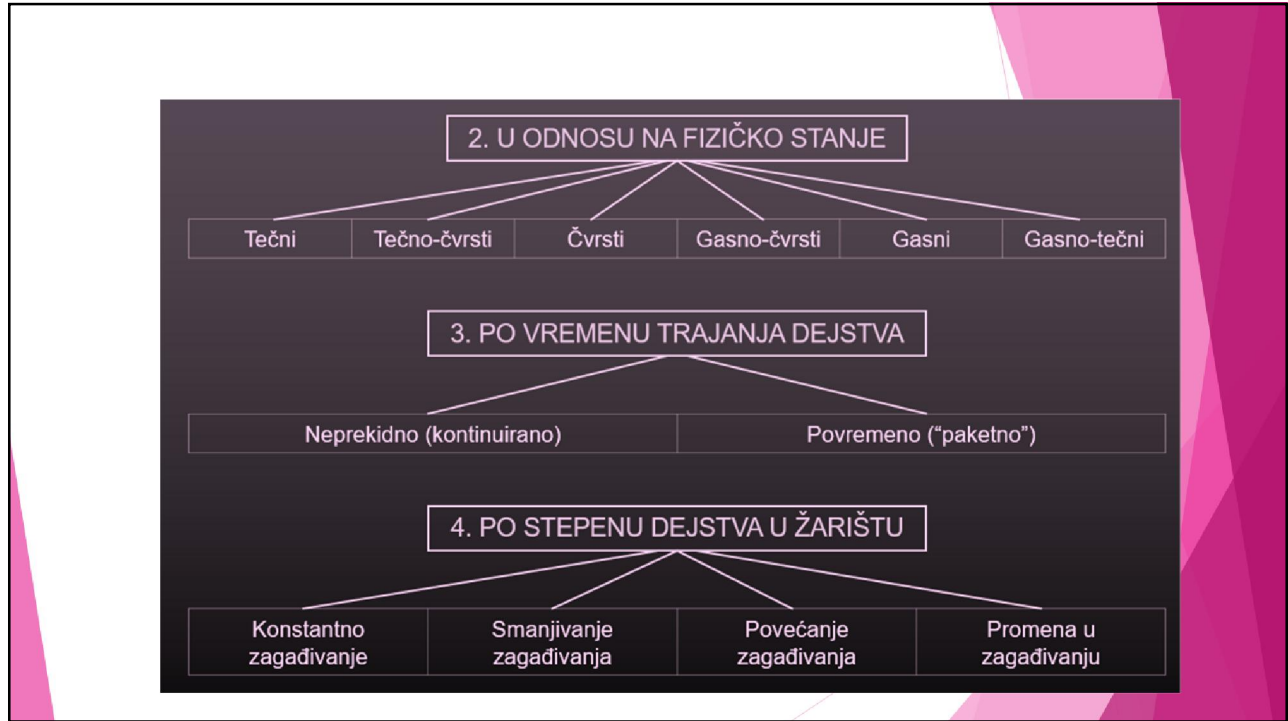 2. U ODNOSU NA FIZIČKO STANJE
Tečni Tečno-čvrsti Čvrsti Gasno-čvrsti Gasni Gasno-tečni
3. PO VREMENU TRAJANJA DEJSTVA
Neprekidno (kontinuirano) Povremeno (“paketno”)
4. PO STEPENU DEJSTVA U ŽARIŠTU
Konstantno
zagađivanje
Smanjivanje
zagađivanja
Povećanje
zagađivanja
Promena u
zagađivanju